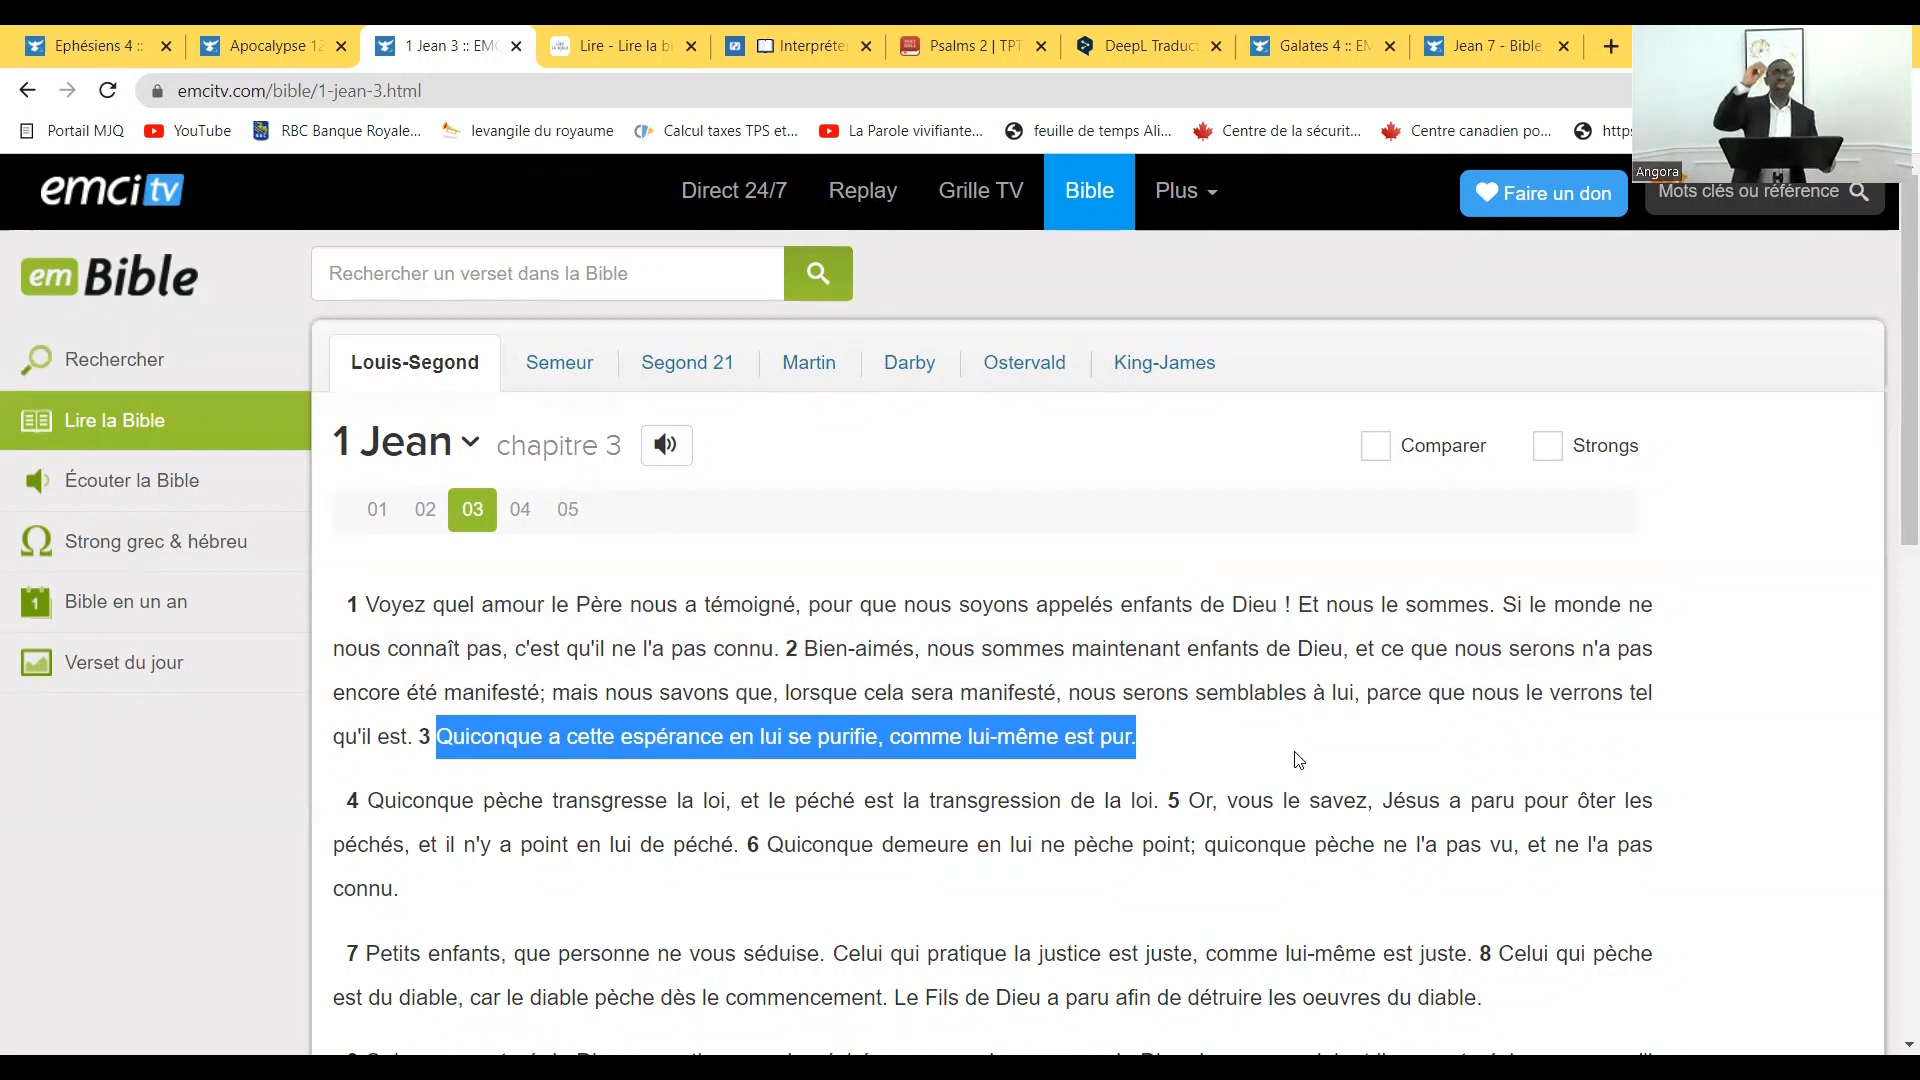 Ephésiens 4 ::
Apocalypse 12
1 Jean 3 :: EMC
Lire - Lire la bi
Interpréter
Psalms 2 | TPT
DeepL Traduct
Galates 4 :: EM
Jean 7 - Bible
emcitv.com/bible/1-jean-3.html
Portail MJQ
YouTube
RBC Banque Royale...
levangile du royaume
Calcul taxes TPS et...
La Parole vivifiante...
feuille de temps Ali...
Centre de la sécurit...
Centre canadien po...
https
Angora
emci tv
Direct 24/7
Replay
Grille TV
Bible
Plus
Faire un don
Mots clés ou référence
em Bible
Rechercher un verset dans la Bible
Rechercher
Lire la Bible
Écouter la Bible
Strong grec & hébreu
1
Bible en un an
Verset du jour
Louis-Segond
Semeur
Segond 21
Martin
Darby
Ostervald
King-James
1 Jean chapitre 3
Comparer
Strongs
01 02 03 04 05
1 Voyez quel amour le Père nous a témoigné, pour que nous soyons appelés enfants de Dieu ! Et nous le sommes. Si le monde ne
nous connaît pas, c'est qu'il ne l'a pas connu. 2 Bien-aimés, nous sommes maintenant enfants de Dieu, et ce que nous serons n'a pas
encore été manifesté; mais nous savons que, lorsque cela sera manifesté, nous serons semblables à lui, parce que nous le verrons tel
qu'il est. 3 Quiconque a cette espérance en lui se purifie, comme lui-même est pur.
4 Quiconque pèche transgresse la loi, et le péché est la transgression de la loi. 5 Or, vous le savez, Jésus a paru pour ôter les
péchés, et il n'y a point en lui de péché. 6 Quiconque demeure en lui ne pèche point; quiconque pèche ne l'a pas vu, et ne l'a pas
connu.
7 Petits enfants, que personne ne vous séduise. Celui qui pratique la justice est juste, comme lui-même est juste. 8 Celui qui pèche
est du diable, car le diable pèche dès le commencement. Le Fils de Dieu a paru afin de détruire les oeuvres du diable.